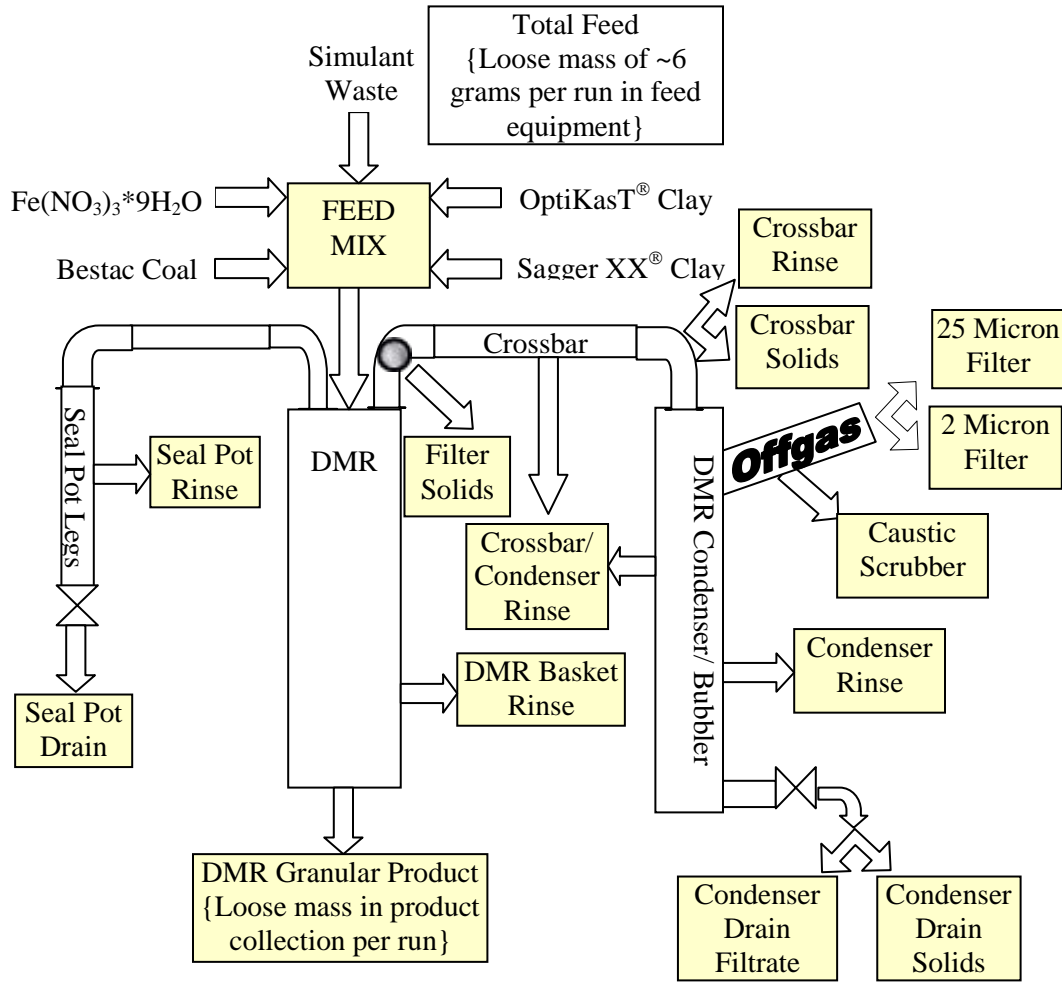 Total Feed
{Loose mass of ~6
grams per run in feed
equipment}
Simulant
Waste
Fe(NO₃)₃*9H₂O
FEED
MIX
OptiKasT® Clay
Bestac Coal
Sagger XX® Clay
Crossbar
Rinse
Crossbar
Crossbar
Solids
25 Micron
Filter
2 Micron
Filter
Offgas
Seal Pot Legs
Seal Pot
Rinse
DMR
Filter
Solids
DMR Condenser/ Bubbler
Caustic
Scrubber
Crossbar/
Condenser
Rinse
Condenser
Rinse
DMR Basket
Rinse
Seal Pot
Drain
DMR Granular Product
{Loose mass in product
collection per run}
Condenser
Drain
Filtrate
Condenser
Drain
Solids